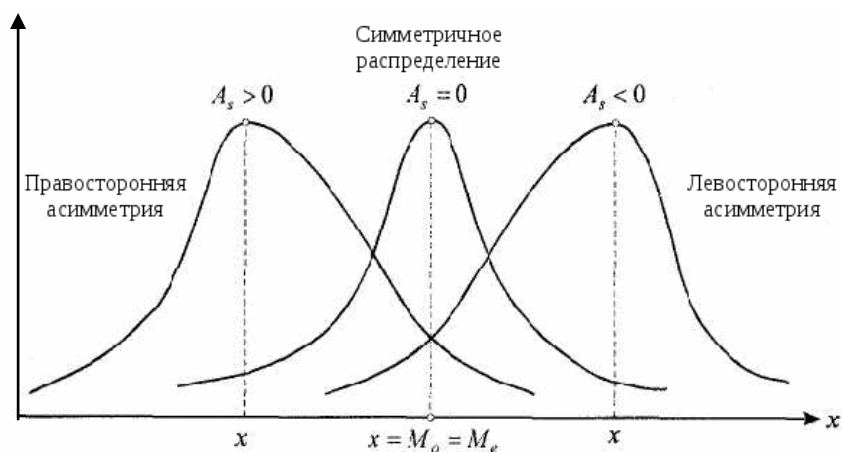 Симметричное
распределение
A_s > 0
A_s = 0
A_s < 0
Правосторонняя
асимметрия
Левосторонняя
асимметрия
x
x = M_o = M_e
x
x